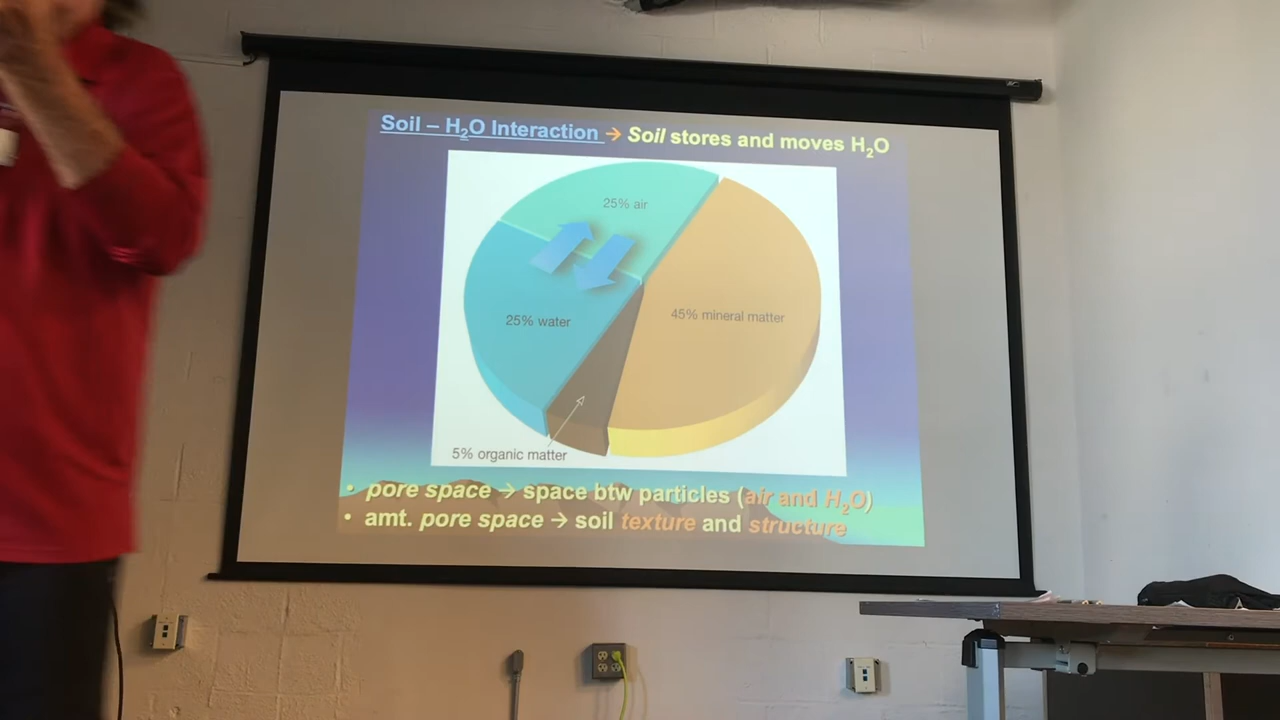 Soil – H₂O Interaction → Soil stores and moves H₂O
25% air
25% water
45% mineral matter
5% organic matter
• pore space → space btw particles (air and H₂O)
• amt. pore space → soil texture and structure